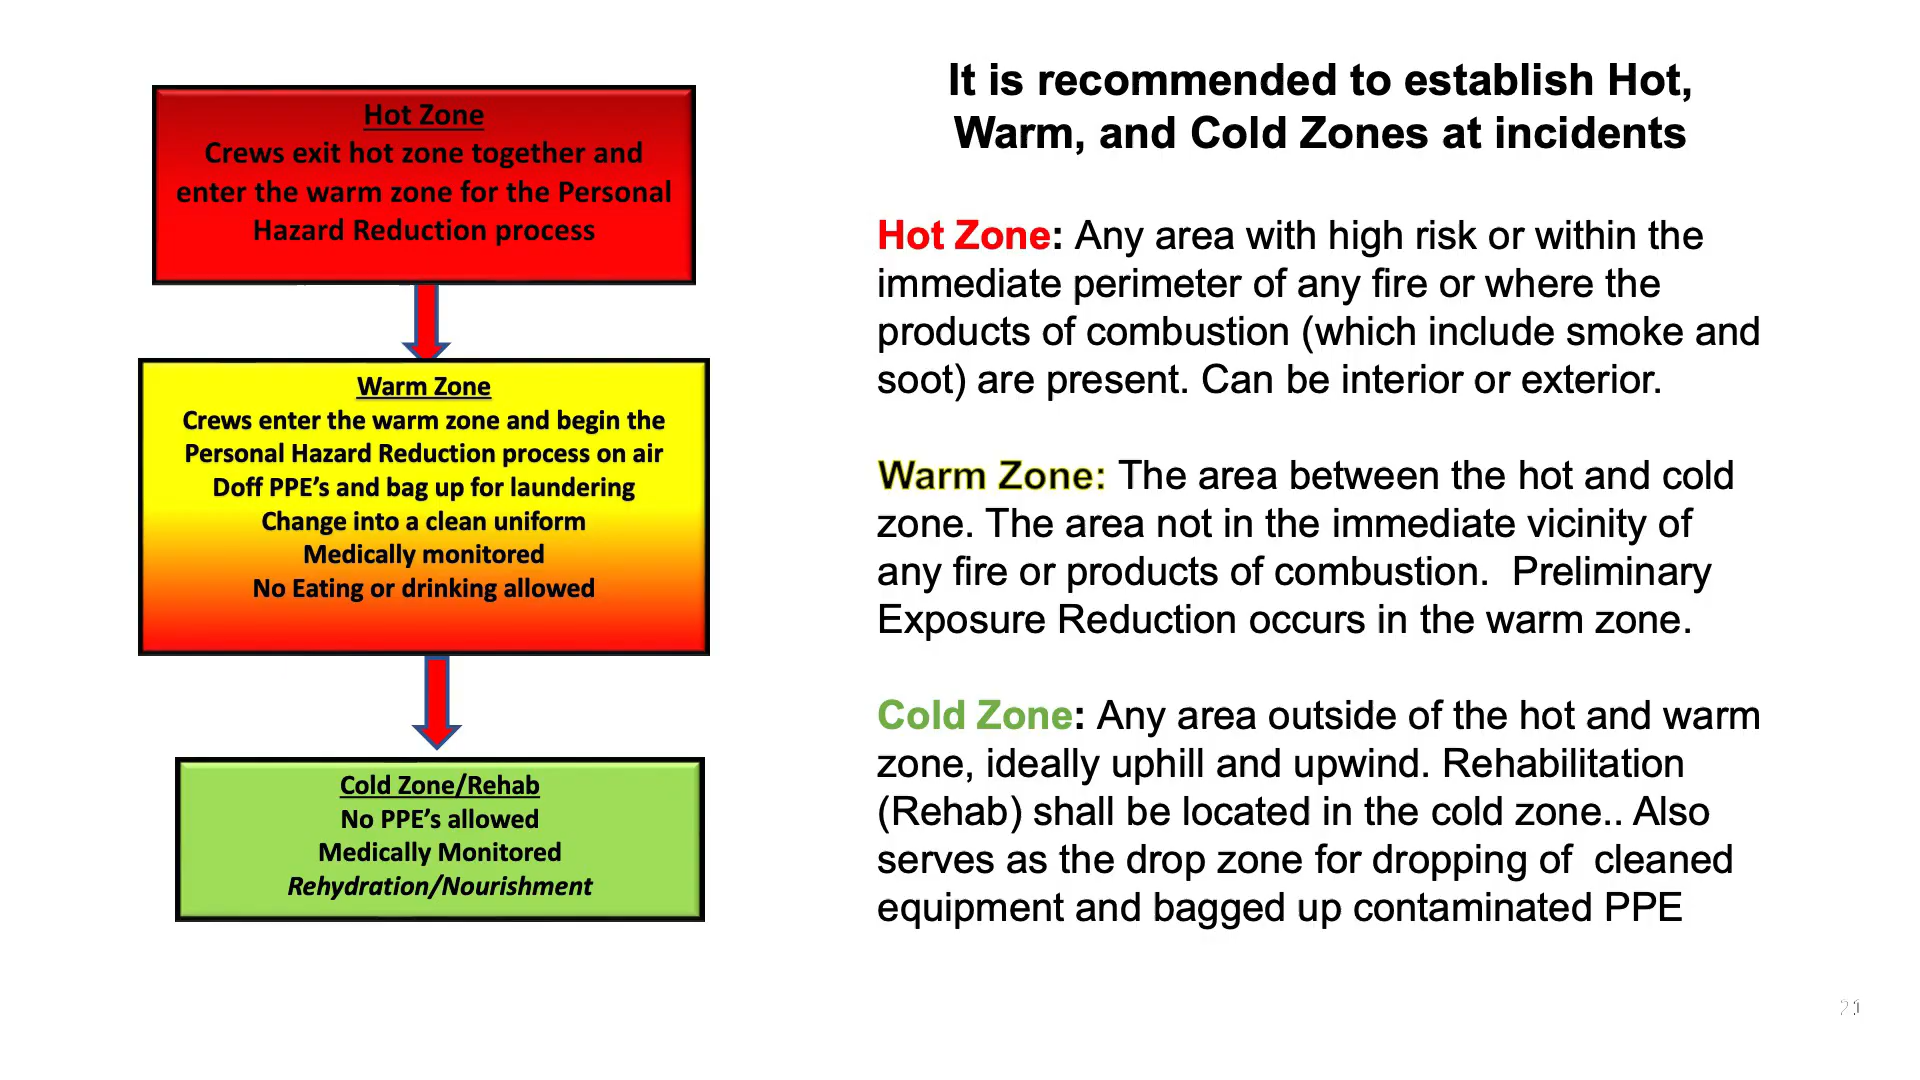 Hot Zone
Crews exit hot zone together and
enter the warm zone for the Personal
Hazard Reduction process
Warm Zone
Crews enter the warm zone and begin the
Personal Hazard Reduction process on air
Doff PPE’s and bag up for laundering
Change into a clean uniform
Medically monitored
No Eating or drinking allowed
Cold Zone/Rehab
No PPE’s allowed
Medically Monitored
Rehydration/Nourishment
It is recommended to establish Hot,
Warm, and Cold Zones at incidents
Hot Zone: Any area with high risk or within the
immediate perimeter of any fire or where the
products of combustion (which include smoke and
soot) are present. Can be interior or exterior.
Warm Zone: The area between the hot and cold
zone. The area not in the immediate vicinity of
any fire or products of combustion.  Preliminary
Exposure Reduction occurs in the warm zone.
Cold Zone: Any area outside of the hot and warm
zone, ideally uphill and upwind. Rehabilitation
(Rehab) shall be located in the cold zone.. Also
serves as the drop zone for dropping of  cleaned
equipment and bagged up contaminated PPE